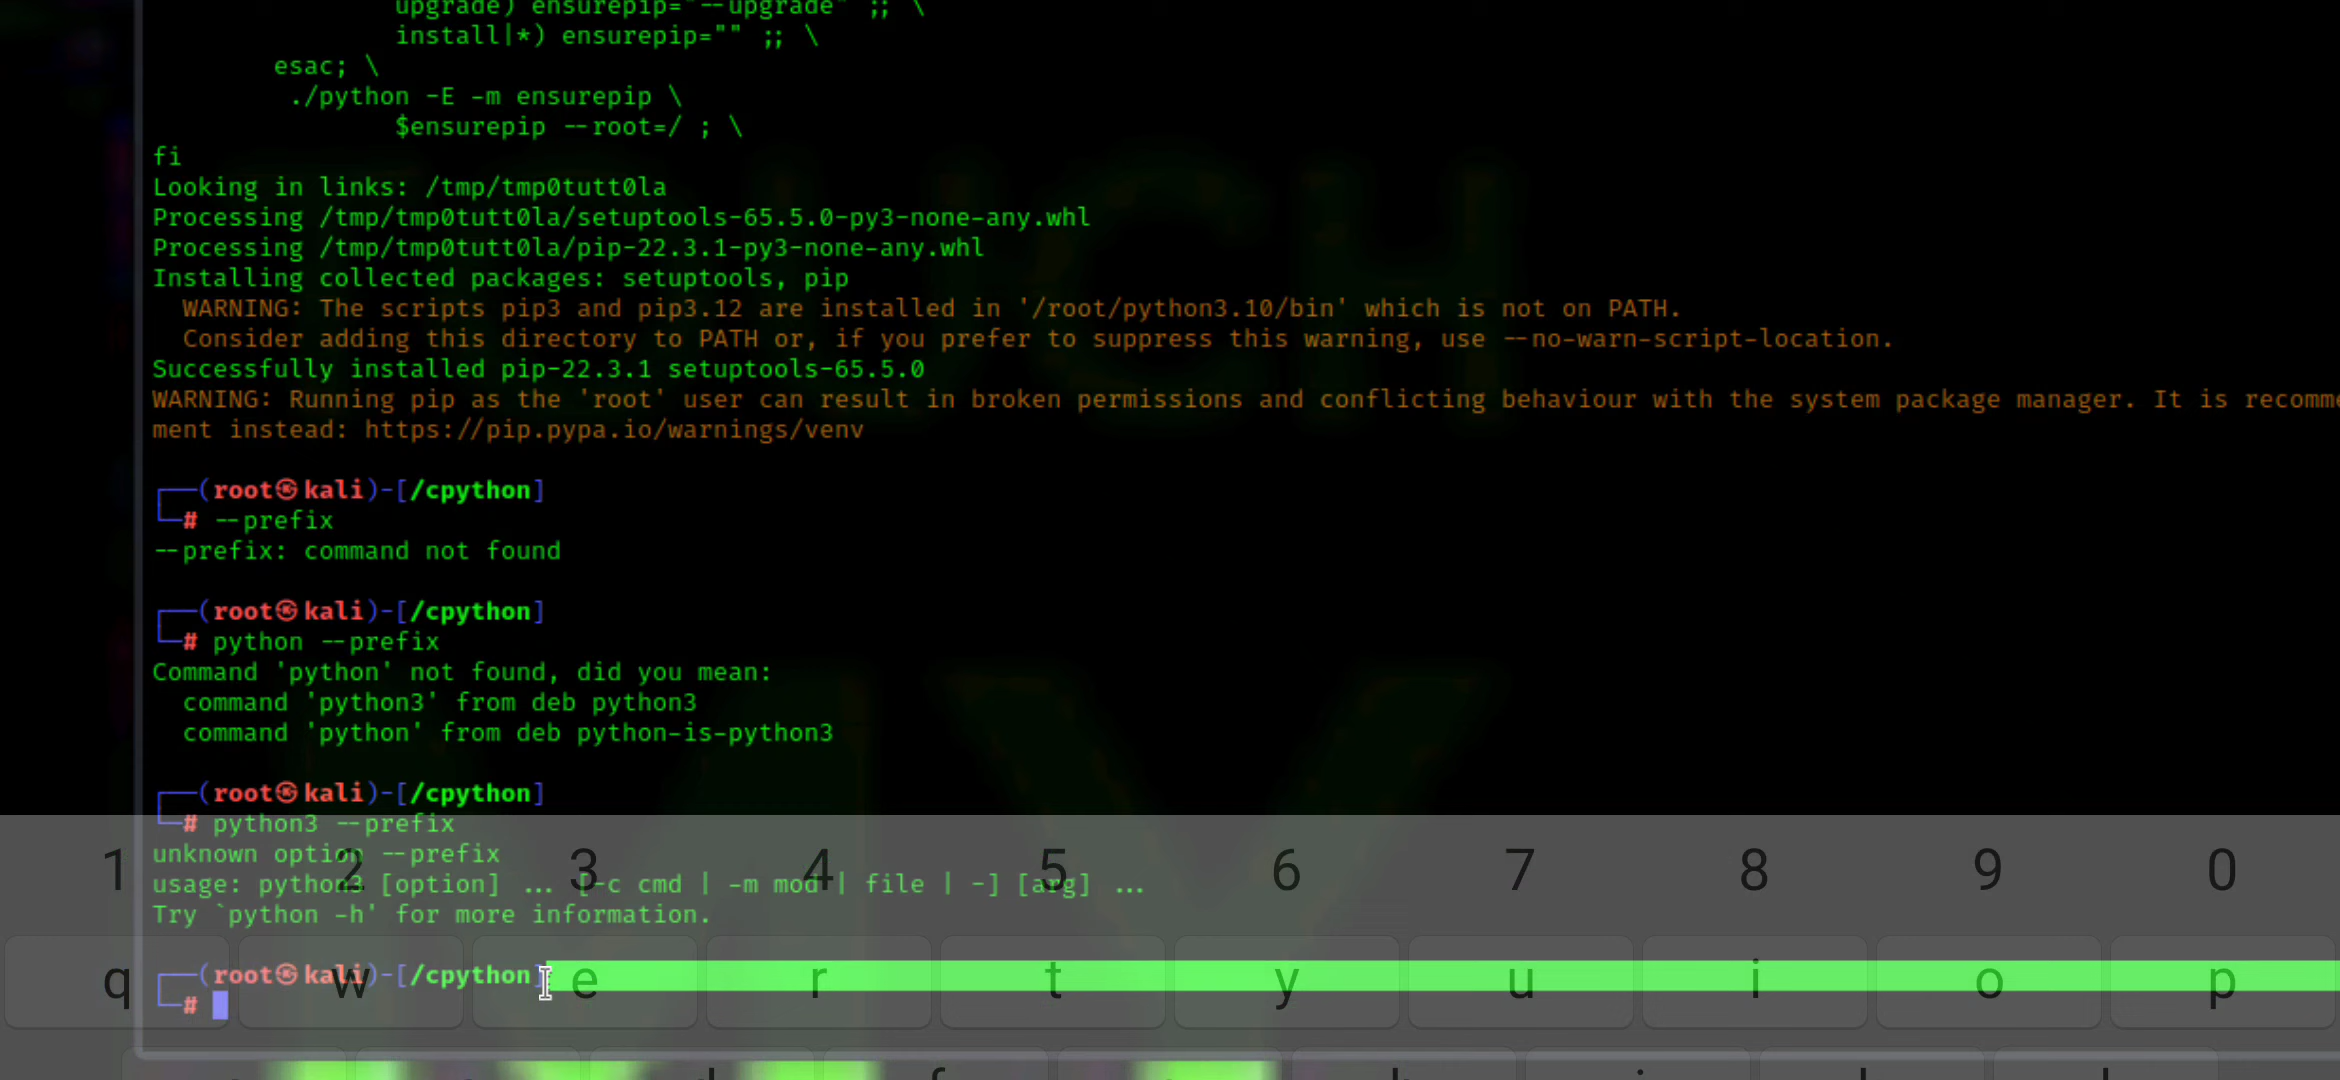 upgrade) ensurepip="--upgrade" ;; \
install|*) ensurepip="" ;; \
esac; \
./python -E -m ensurepip \
$ensurepip --root=/ ; \
fi
Looking in links: /tmp/tmp0tutt0la
Processing /tmp/tmp0tutt0la/setuptools-65.5.0-py3-none-any.whl
Processing /tmp/tmp0tutt0la/pip-22.3.1-py3-none-any.whl
Installing collected packages: setuptools, pip
WARNING: The scripts pip3 and pip3.12 are installed in '/root/python3.10/bin' which is not on PATH.
Consider adding this directory to PATH or, if you prefer to suppress this warning, use --no-warn-script-location.
Successfully installed pip-22.3.1 setuptools-65.5.0
WARNING: Running pip as the 'root' user can result in broken permissions and conflicting behaviour with the system package manager. It is recomme
ment instead: https://pip.pypa.io/warnings/venv
┌──(root㉿kali)-[/cpython]
└─# --prefix
--prefix: command not found
┌──(root㉿kali)-[/cpython]
└─# python --prefix
Command 'python' not found, did you mean:
command 'python3' from deb python3
command 'python' from deb python-is-python3
┌──(root㉿kali)-[/cpython]
└─# python3 --prefix
unknown option --prefix
usage: python3 [option] ... [-c cmd | -m mod | file | -] [arg] ...
Try `python -h' for more information.
┌──(root㉿kali)-[/cpython]
└─#
1 2 3 4 5 6 7 8 9 0
q w e r t y u i o p